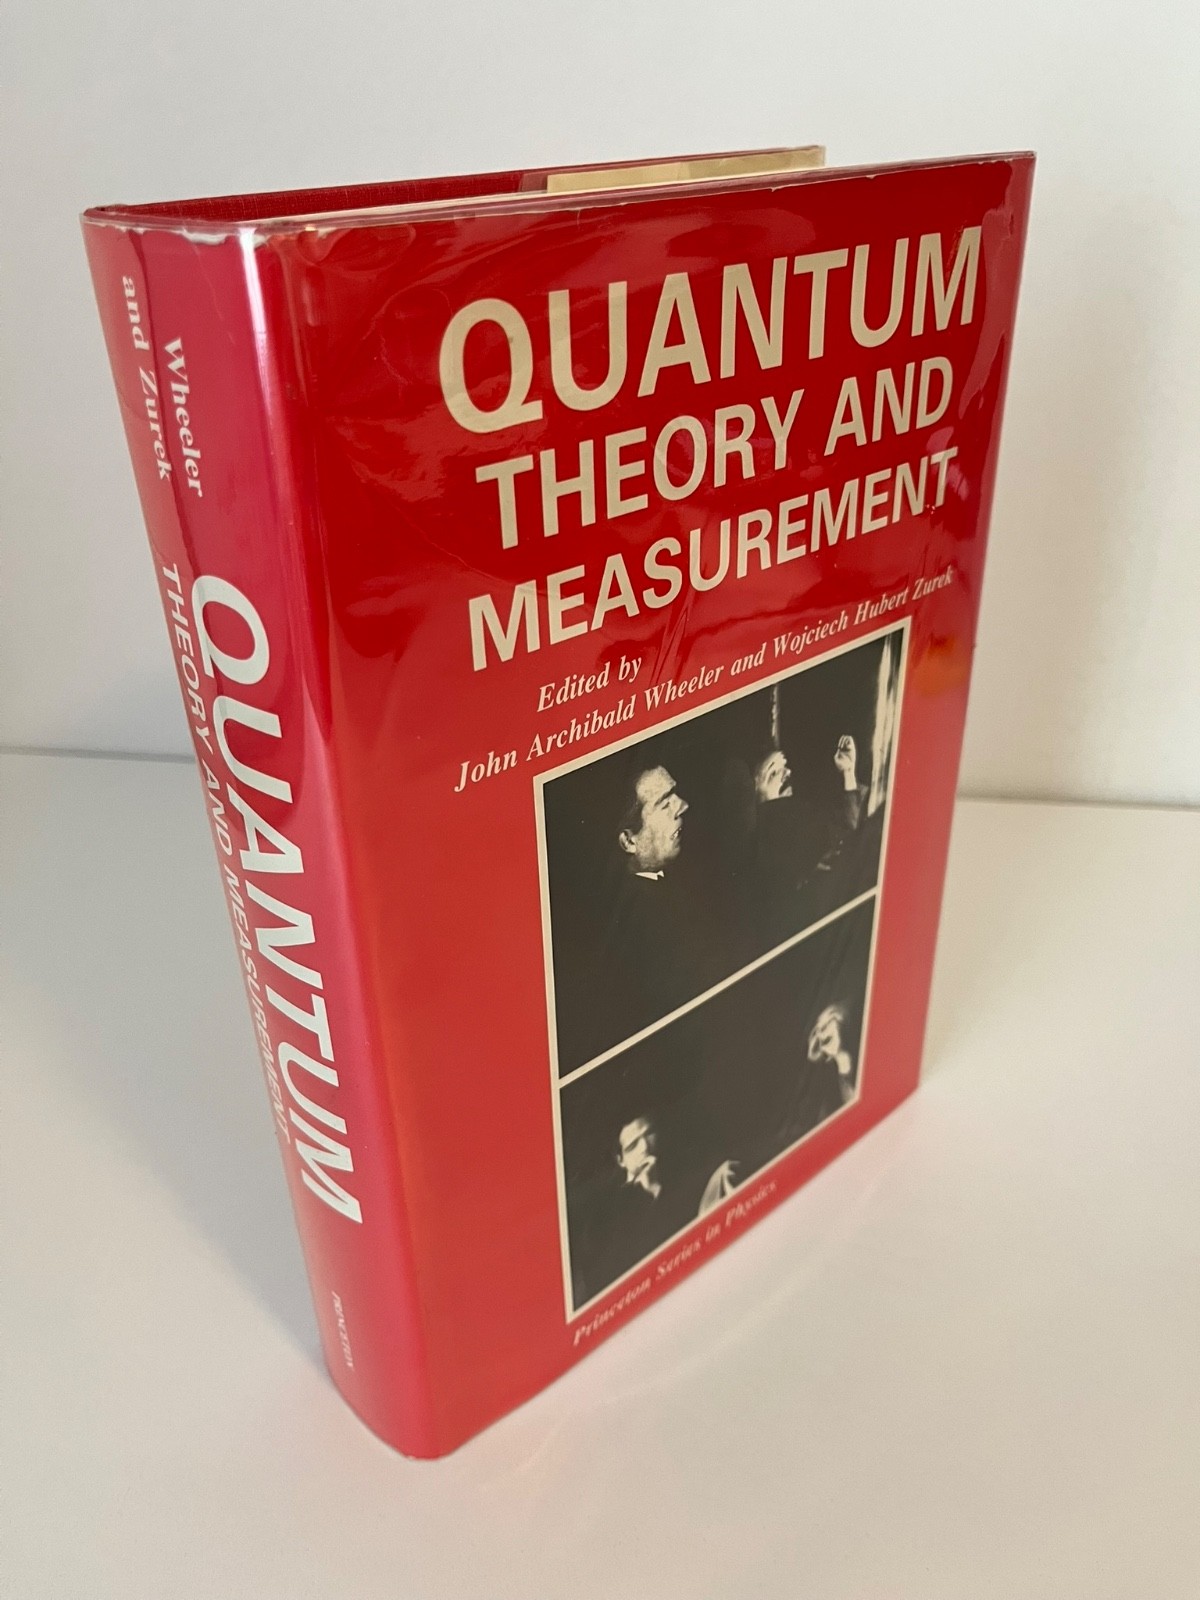 Wheeler
and Zurek
QUANTUM
THEORY AND MEASUREMENT
PRINCETON
QUANTUM
THEORY AND
MEASUREMENT
Edited by
John Archibald Wheeler and Wojciech Hubert Zurek
Princeton Series in Physics